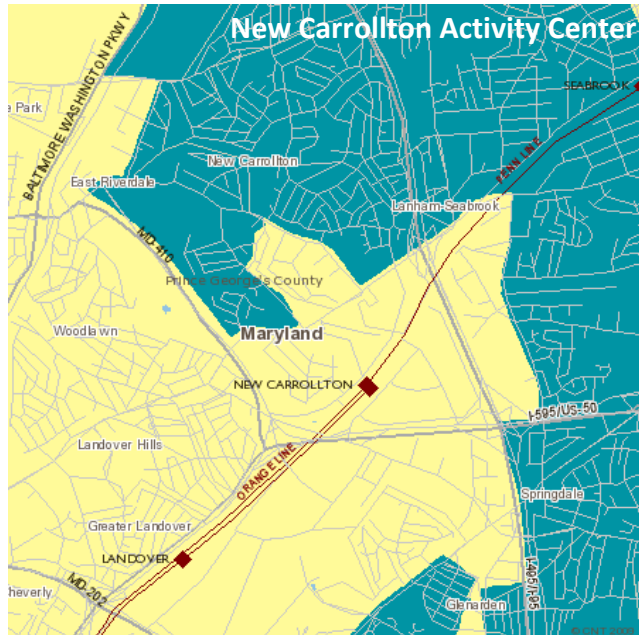 New Carrollton Activity Center
SEABROOK
BALTIMORE WASHINGTON PKWY
Park
New Carrollton
PENN LINE
East Riverdale
Lanham-Seabrook
MD-410
Prince George's County
Woodlawn
Maryland
NEW CARROLLTON
I-595/US-50
Landover Hills
ORANGE LINE
Springdale
Greater Landover
LANDOVER
I-495/I-95
MD-202
Cheverly
Glenarden